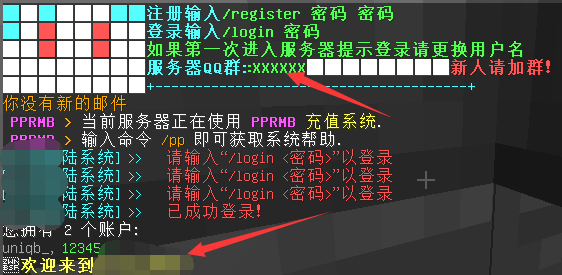 注册输入/register 密码 密码
登录输入/login 密码
如果第一次进入服务器提示登录请更换用户名
服务器QQ群::XXXXXX 新人请加群!
+----------------------------------------+
你没有新的邮件
PPRMB > 当前服务器正在使用 PPRMB 充值系统.
PPRMB > 输入命令 /pp 即可获取系统帮助.
陆系统] >> 请输入“/login <密码>”以登录
陆系统] >> 请输入“/login <密码>”以登录
[ 陆系统] >> 请输入“/login <密码>”以登录
[ 陆系统] >> 已成功登录!
您拥有 2 个账户:
uniqb_, 12345
欢迎来到